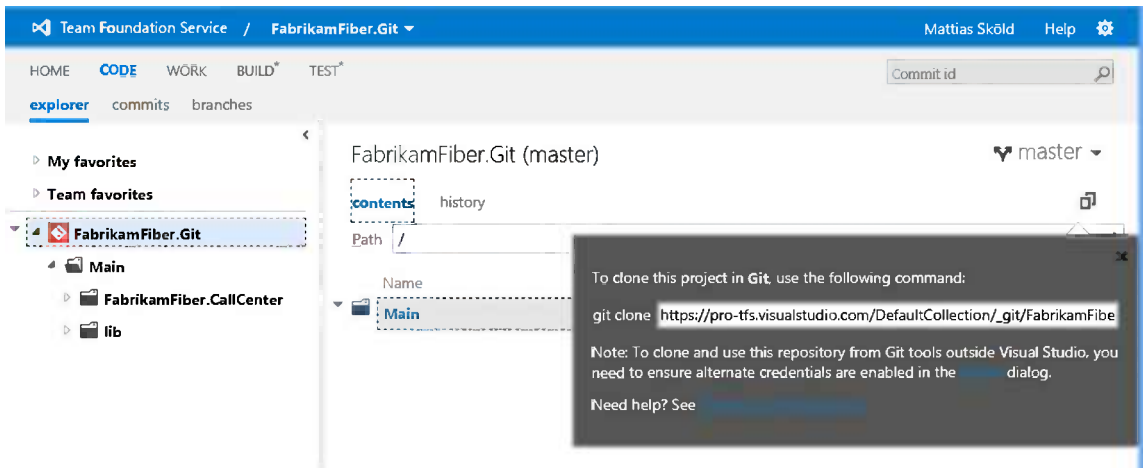 Team Foundation Service / FabrikamFiber.Git
Mattias Sköld Help
HOME CODE WORK BUILD* TEST*
Commit id
explorer commits branches
My favorites
Team favorites
FabrikamFiber.Git
Main
FabrikamFiber.CallCenter
lib
FabrikamFiber.Git (master)
master
contents history
Path /
Name
Main
To clone this project in Git, use the following command:
git clone https://pro-tfs.visualstudio.com/DefaultCollection/_git/FabrikamFibe
Note: To clone and use this repository from Git tools outside Visual Studio, you
need to ensure alternate credentials are enabled in the dialog.
Need help? See